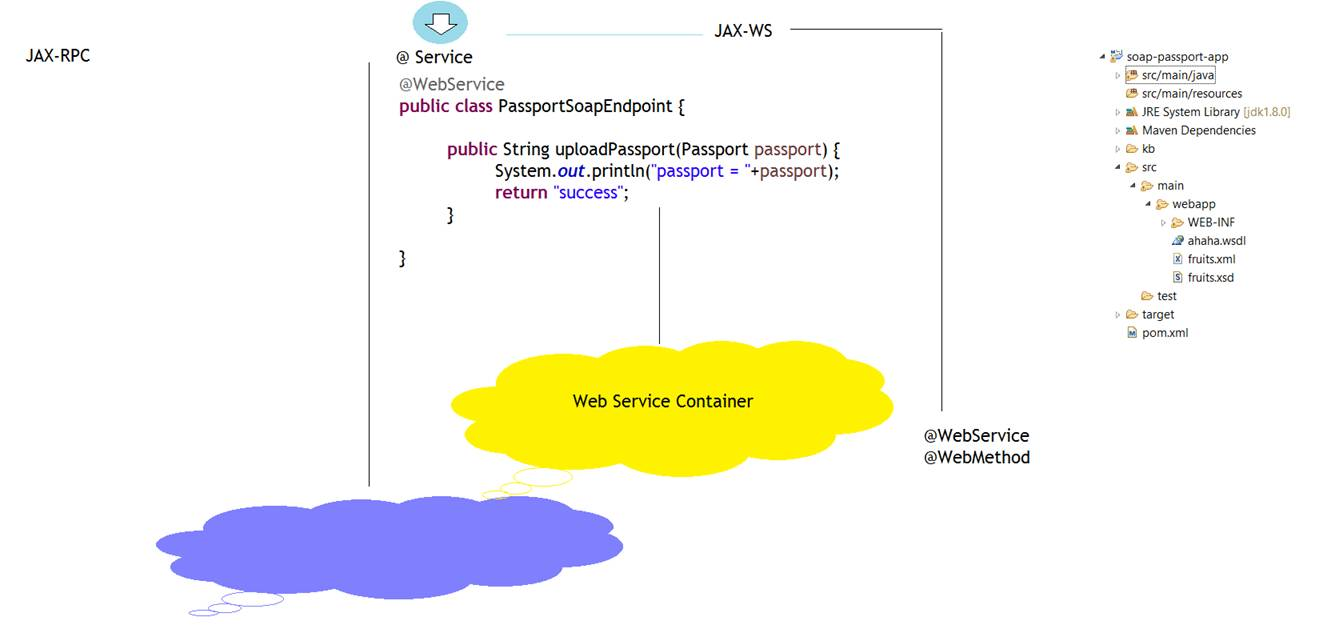 JAX-RPC
JAX-WS
@ Service
@WebService
public class PassportSoapEndpoint {
public String uploadPassport(Passport passport) {
System.out.println("passport = "+passport);
return "success";
}
}
Web Service Container
@WebService
@WebMethod
soap-passport-app
src/main/java
src/main/resources
JRE System Library [jdk1.8.0]
Maven Dependencies
kb
src
main
webapp
WEB-INF
ahaha.wsdl
fruits.xml
fruits.xsd
test
target
pom.xml